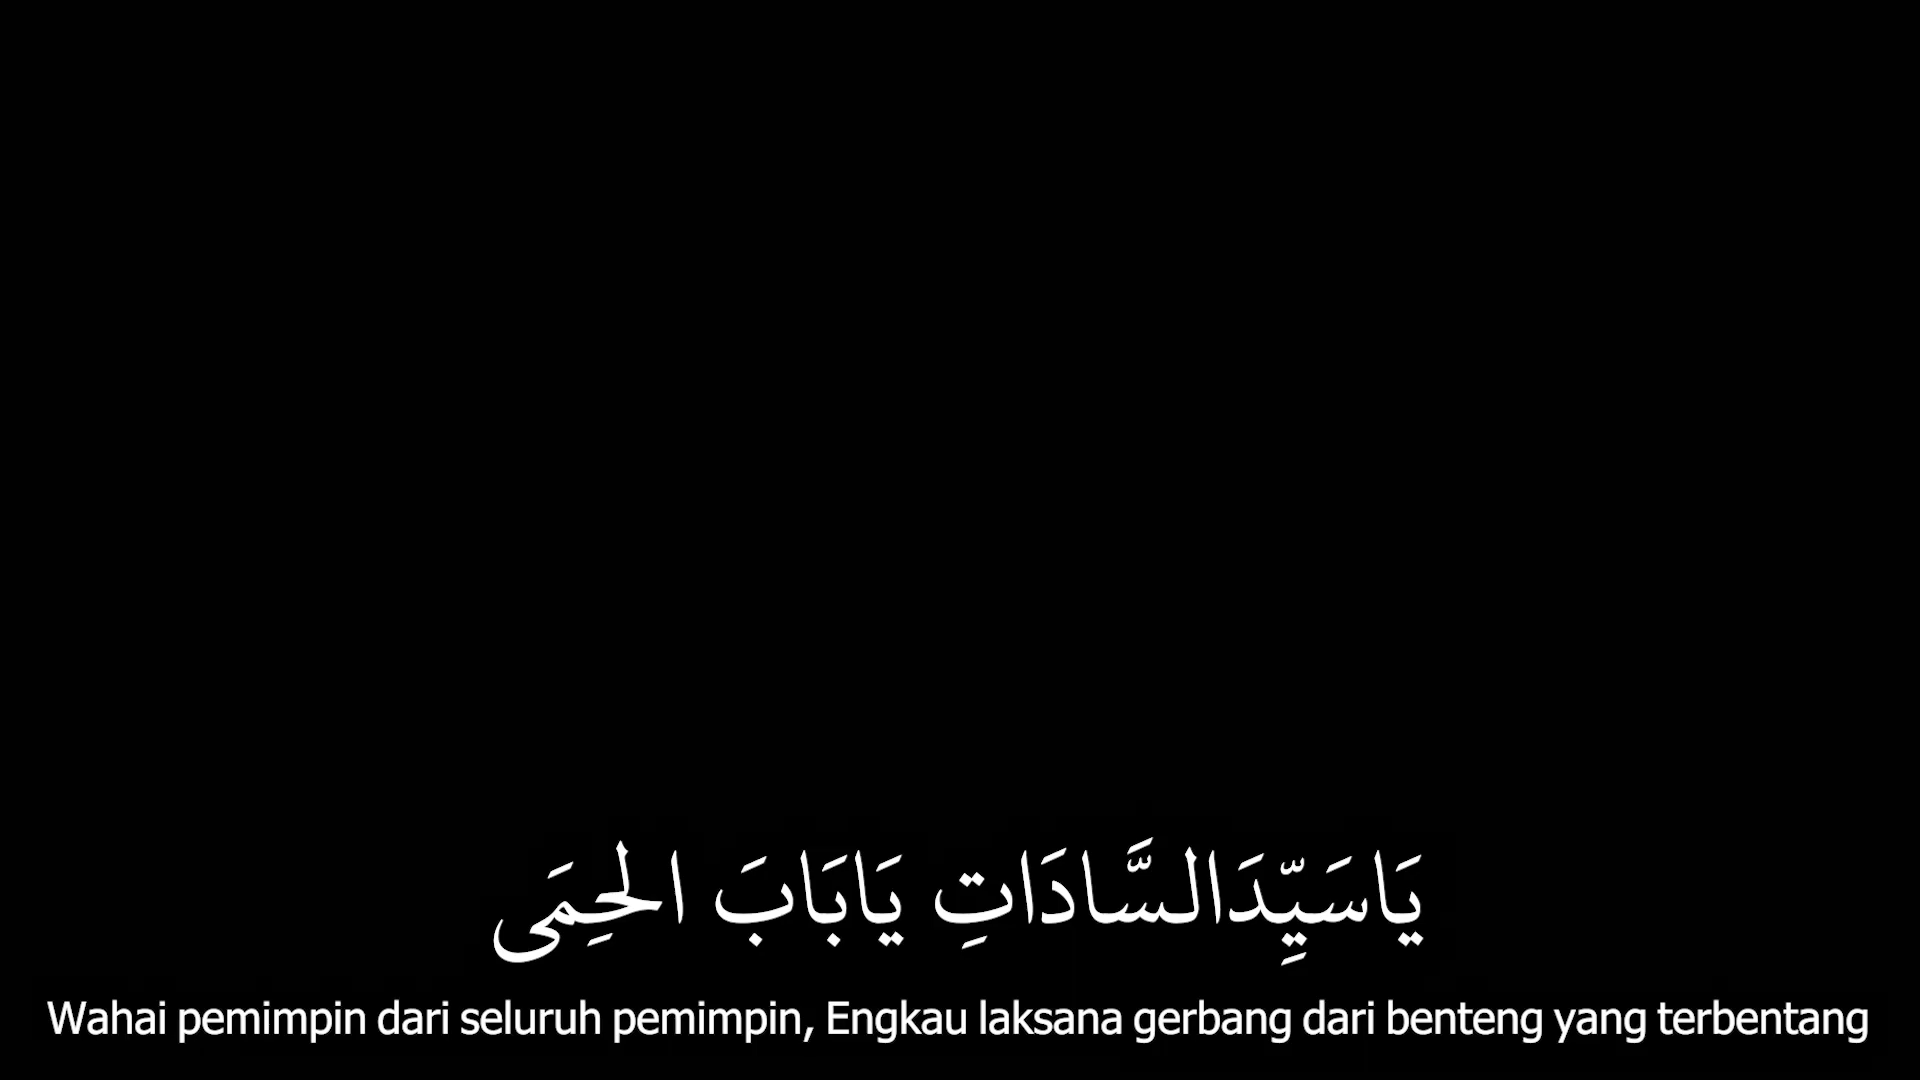 يَاسَيِّدَالسَّادَاتِ يَابَابَ الحِمَى
Wahai pemimpin dari seluruh pemimpin, Engkau laksana gerbang dari benteng yang terbentang